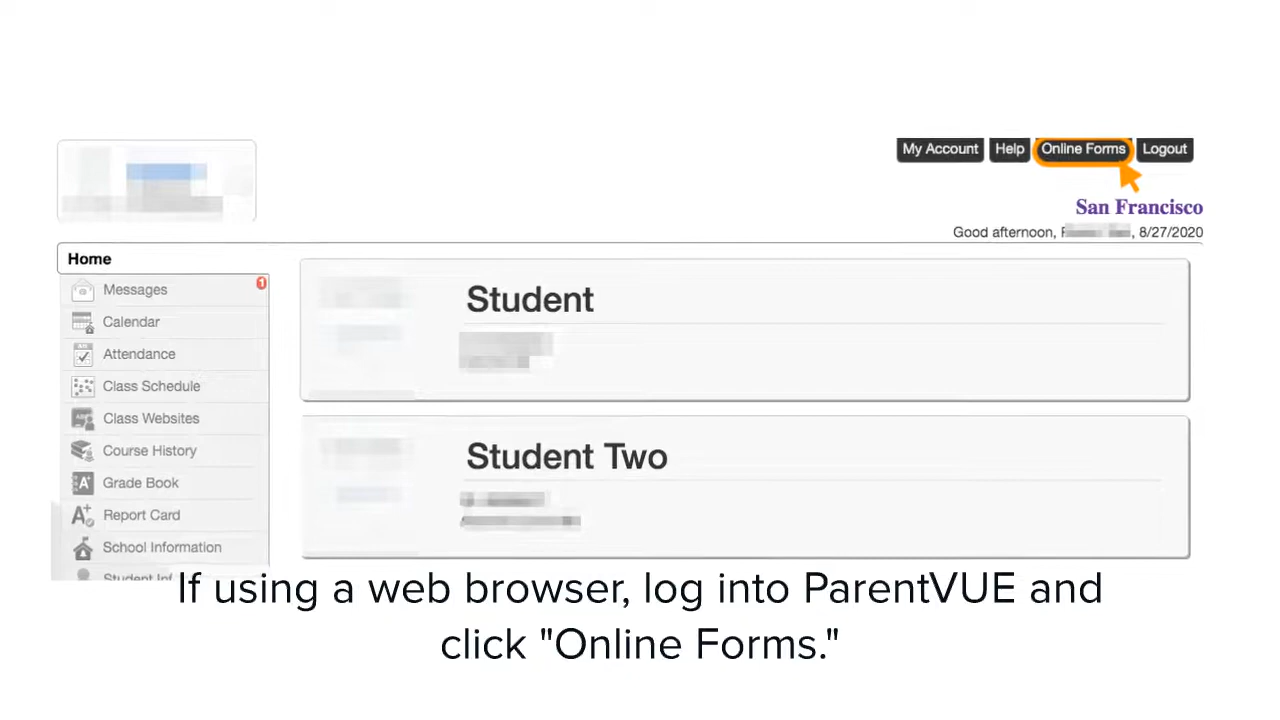 My Account Help Online Forms Logout
San Francisco
Good afternoon, , 8/27/2020
Home
Messages 1
Calendar
Attendance
Class Schedule
Class Websites
Course History
Grade Book
Report Card
School Information
Student
Student Two
If using a web browser, log into ParentVUE and
click "Online Forms."